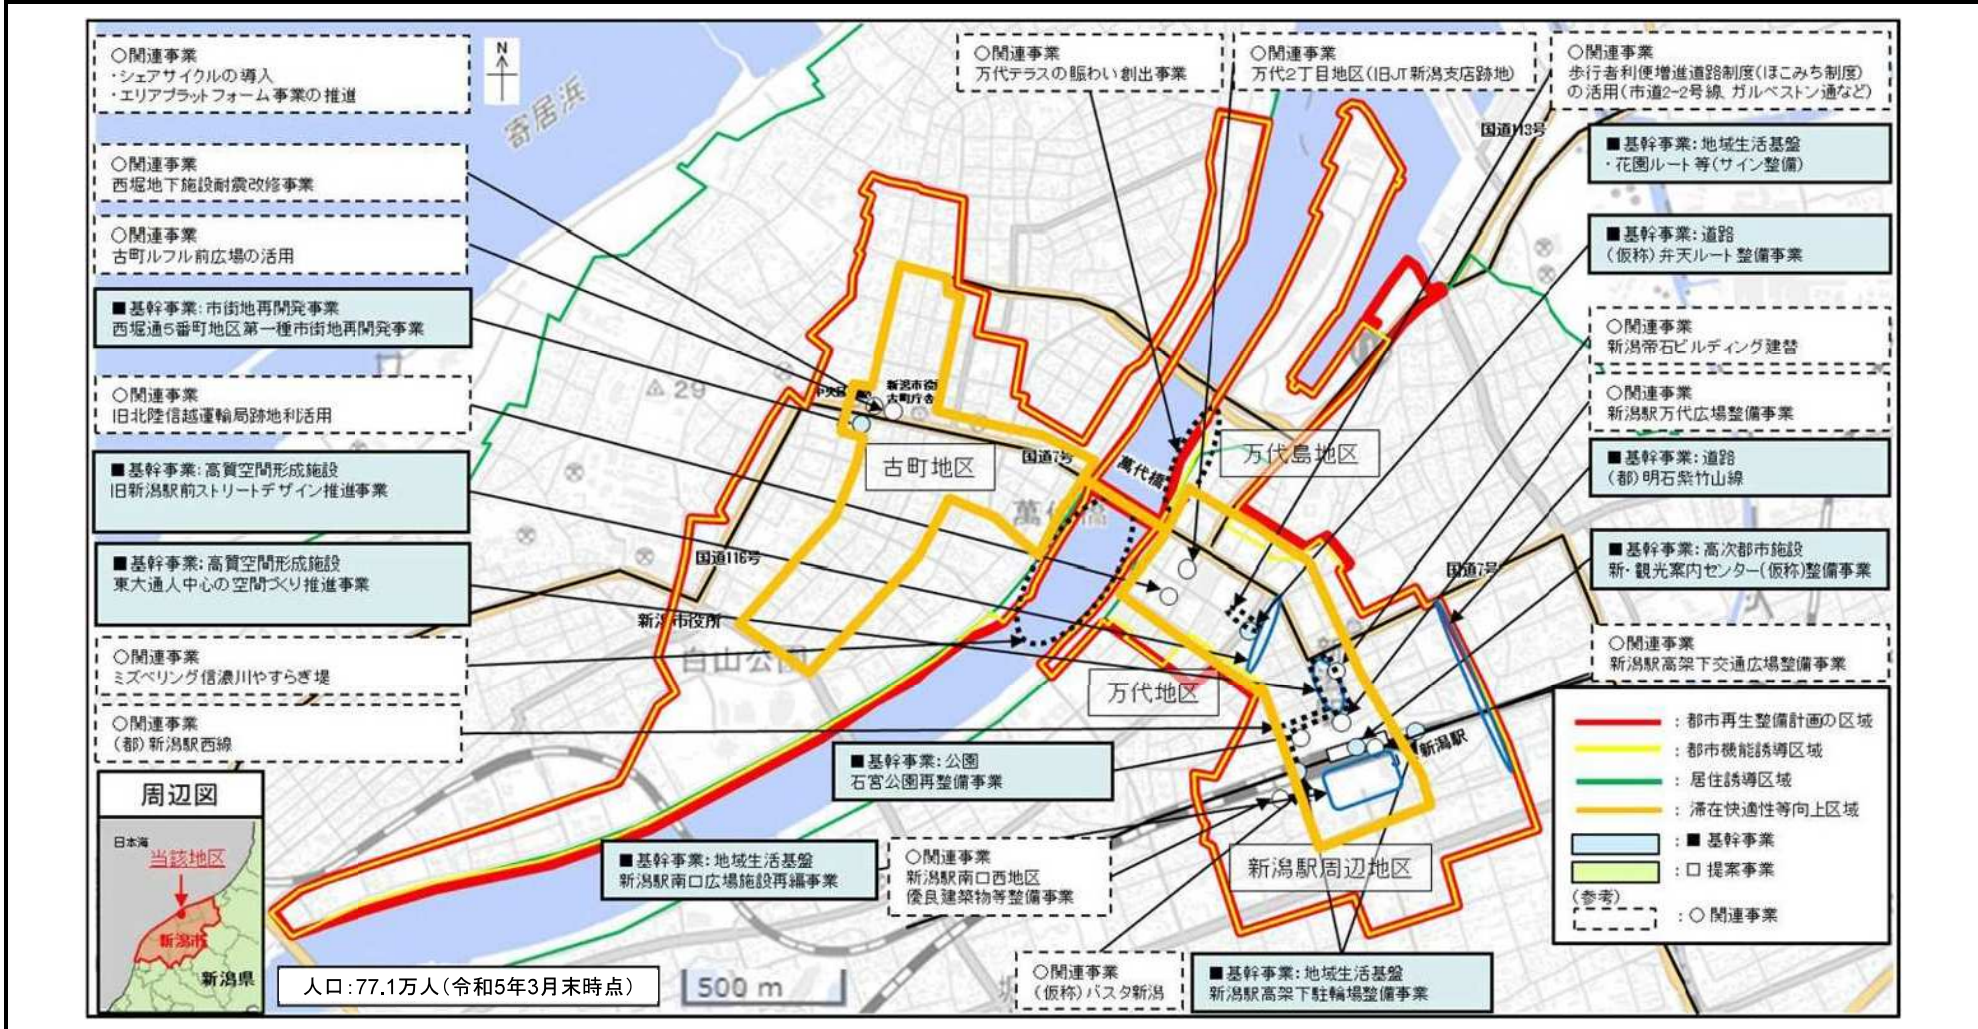 ○関連事業
・シェアサイクルの導入
・エリアプラットフォーム事業の推進
○関連事業
西堀地下施設耐震改修事業
○関連事業
古町ルフル前広場の活用
■基幹事業:市街地再開発事業
西堀通5番町地区第一種市街地再開発事業
○関連事業
旧北陸信越運輸局跡地利活用
■基幹事業:高質空間形成施設
旧新潟駅前ストリートデザイン推進事業
■基幹事業:高質空間形成施設
東大通人中心の空間づくり推進事業
○関連事業
ミズベリング信濃川やすらぎ堤
○関連事業
(都)新潟駅西線
周辺図
日本海
当該地区
新潟市
新潟県
人口:77.1万人(令和5年3月末時点)
500 m
N
寄居浜
29
新潟市役
古町庁舎
古町地区
国道7号
萬代橋
国道116号
新潟市役所
白山公園
○関連事業
万代テラスの賑わい創出事業
○関連事業
万代2丁目地区(旧JT新潟支店跡地)
○関連事業
歩行者利便増進道路制度(ほこみち制度)
の活用(市道2-2号線、ガルベストン通など)
国道113号
■基幹事業:地域生活基盤
・花園ルート等(サイン整備)
■基幹事業:道路
(仮称)弁天ルート整備事業
○関連事業
新潟帝石ビルディング建替
○関連事業
新潟駅万代広場整備事業
■基幹事業:道路
(都)明石紫竹山線
■基幹事業:高次都市施設
新・観光案内センター(仮称)整備事業
○関連事業
新潟駅高架下交通広場整備事業
万代島地区
国道7号
万代地区
新潟駅
新潟駅周辺地区
■基幹事業:公園
石宮公園再整備事業
■基幹事業:地域生活基盤
新潟駅南口広場施設再編事業
○関連事業
新潟駅南口西地区
優良建築物等整備事業
○関連事業
(仮称)バスタ新潟
■基幹事業:地域生活基盤
新潟駅高架下駐輪場整備事業
:都市再生整備計画の区域
:都市機能誘導区域
:居住誘導区域
:滞在快適性等向上区域
:■ 基幹事業
:□ 提案事業
(参考)
:○ 関連事業